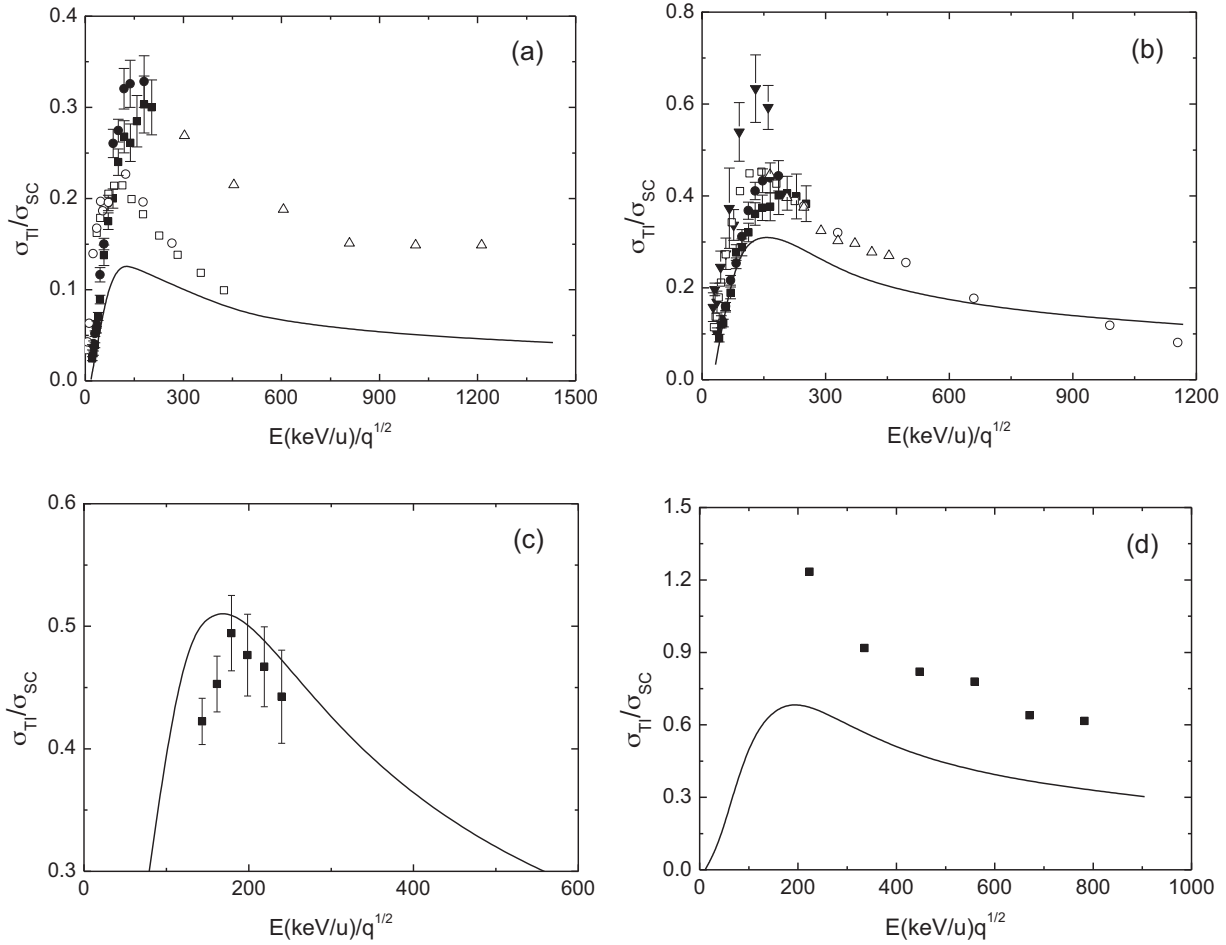 0.4
(a)
0.3
0.2
0.1
0.0
σTI/σSC
0 300 600 900 1200 1500
E(keV/u)/q^1/2
0.8
(b)
0.6
0.4
0.2
0.0
σTI/σSC
0 300 600 900 1200
E(keV/u)/q^1/2
0.6
(c)
0.5
0.4
0.3
σTI/σSC
0 200 400 600
E(keV/u)/q^1/2
1.5
(d)
1.2
0.9
0.6
0.3
0.0
σTI/σSC
0 200 400 600 800 1000
E(keV/u)q^1/2